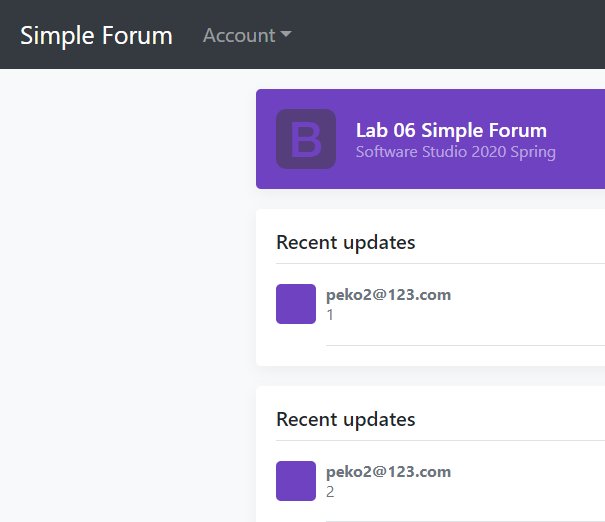 Simple Forum Account
B
Lab 06 Simple Forum
Software Studio 2020 Spring
Recent updates
peko2@123.com
1
Recent updates
peko2@123.com
2